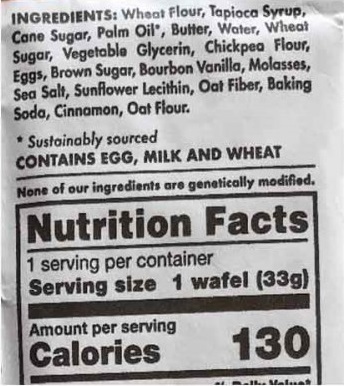 INGREDIENTS: Wheat Flour, Tapioca Syrup,
Cane Sugar, Palm Oil*, Butter, Water, Wheat
Sugar, Vegetable Glycerin, Chickpea Flour,
Eggs, Brown Sugar, Bourbon Vanilla, Molasses,
Sea Salt, Sunflower Lecithin, Oat Fiber, Baking
Soda, Cinnamon, Oat Flour.
* Sustainably sourced
CONTAINS EGG, MILK AND WHEAT
None of our ingredients are genetically modified.
Nutrition Facts
1 serving per container
Serving size 1 wafel (33g)
Amount per serving
Calories 130
% Daily Value*